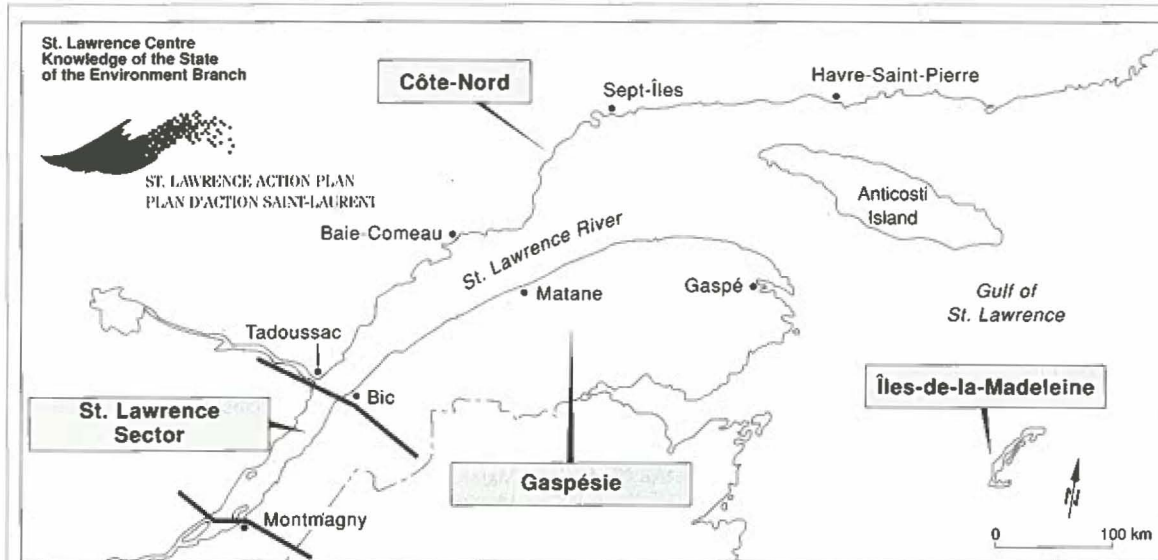 St. Lawrence Centre
Knowledge of the State
of the Environment Branch
ST. LAWRENCE ACTION PLAN
PLAN D'ACTION SAINT-LAURENT
Côte-Nord
Sept-Îles
Havre-Saint-Pierre
Anticosti
Island
Baie-Comeau
St. Lawrence River
Matane
Gaspé
Gulf of
St. Lawrence
Tadoussac
Bic
Îles-de-la-Madeleine
St. Lawrence
Sector
Gaspésie
Montmagny
N
0 100 km